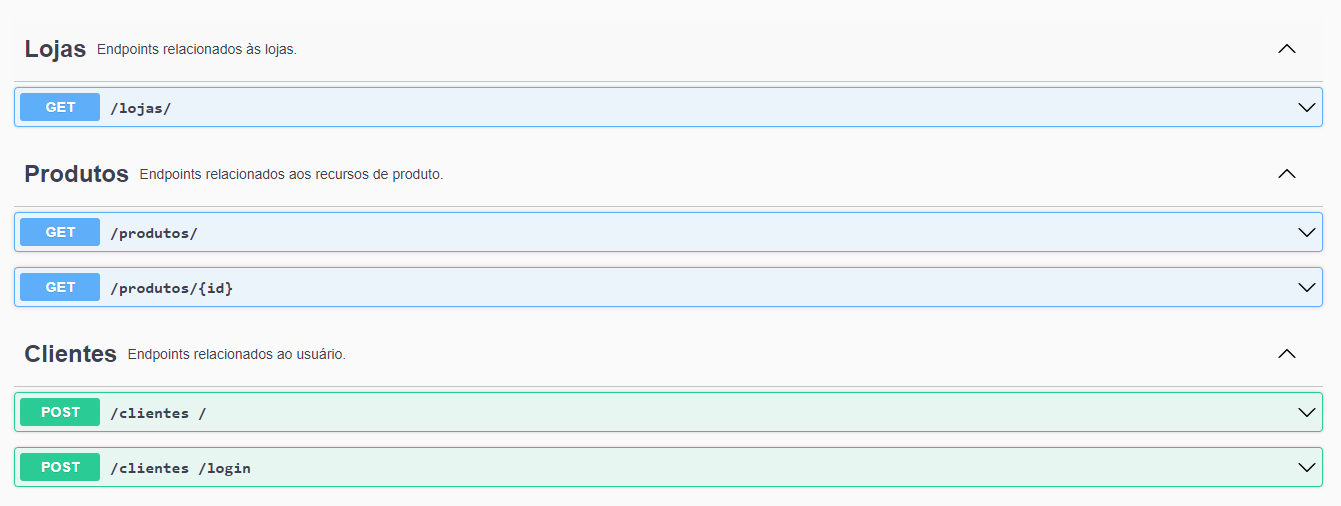 Lojas Endpoints relacionados às lojas.
GET /lojas/
Produtos Endpoints relacionados aos recursos de produto.
GET /produtos/
GET /produtos/{id}
Clientes Endpoints relacionados ao usuário.
POST /clientes /
POST /clientes /login